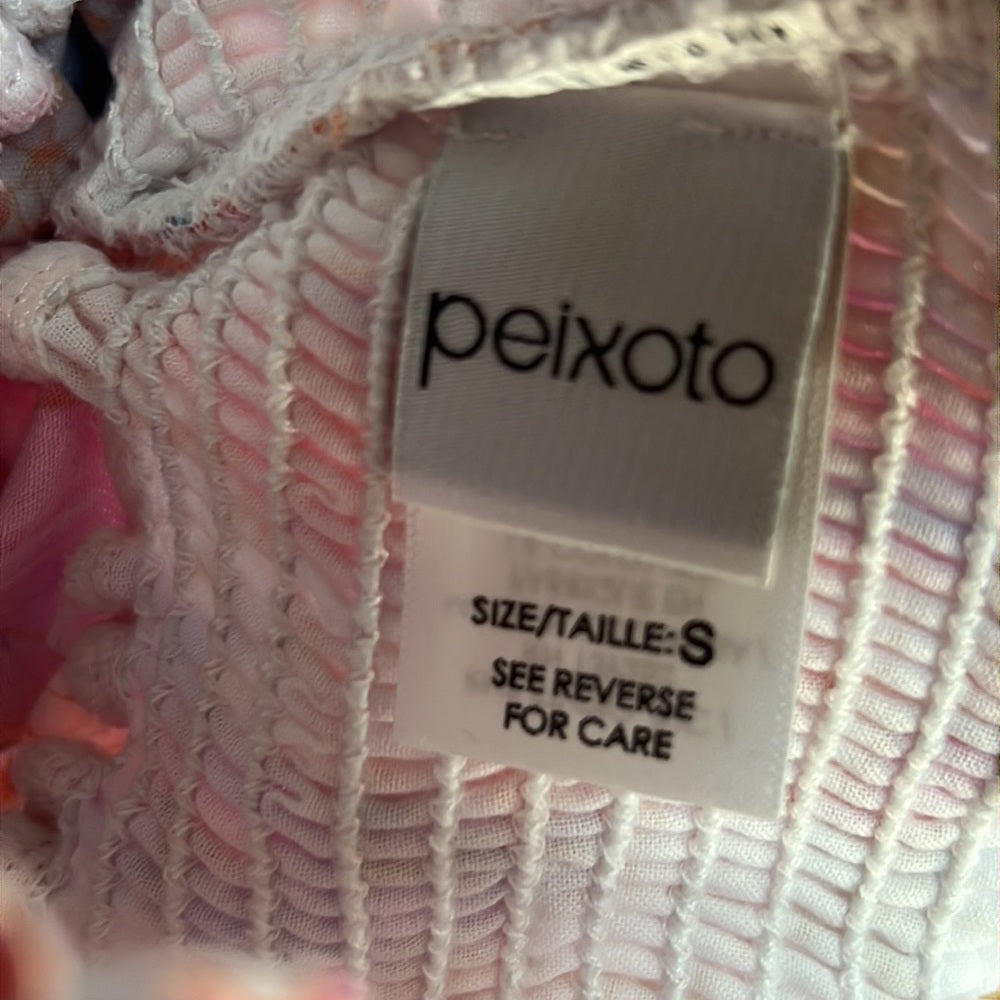 peixoto
SIZE/TAILLE: S
SEE REVERSE
FOR CARE